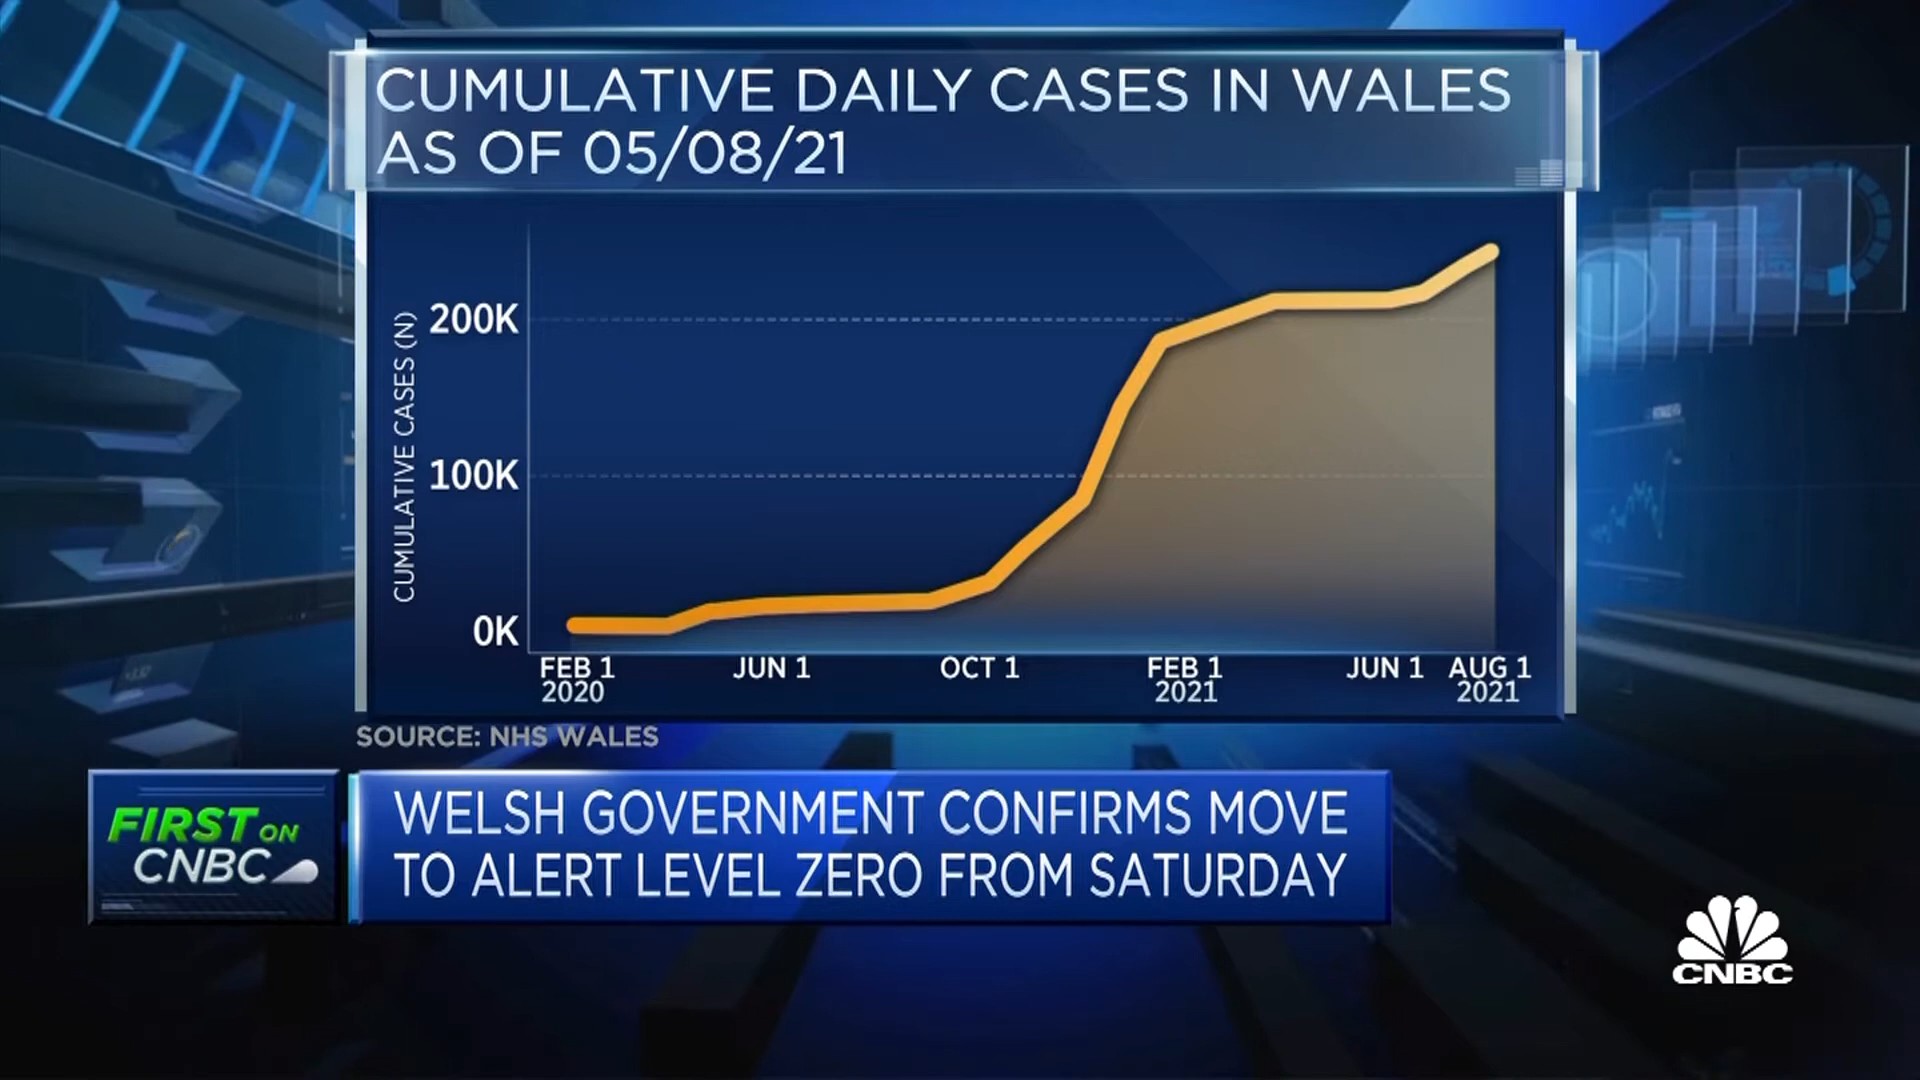 CUMULATIVE DAILY CASES IN WALES
AS OF 05/08/21
CUMULATIVE CASES (N)
200K
100K
0K
FEB 1
2020
JUN 1
OCT 1
FEB 1
2021
JUN 1
AUG 1
2021
SOURCE: NHS WALES
FIRST ON
CNBC
WELSH GOVERNMENT CONFIRMS MOVE
TO ALERT LEVEL ZERO FROM SATURDAY
CNBC